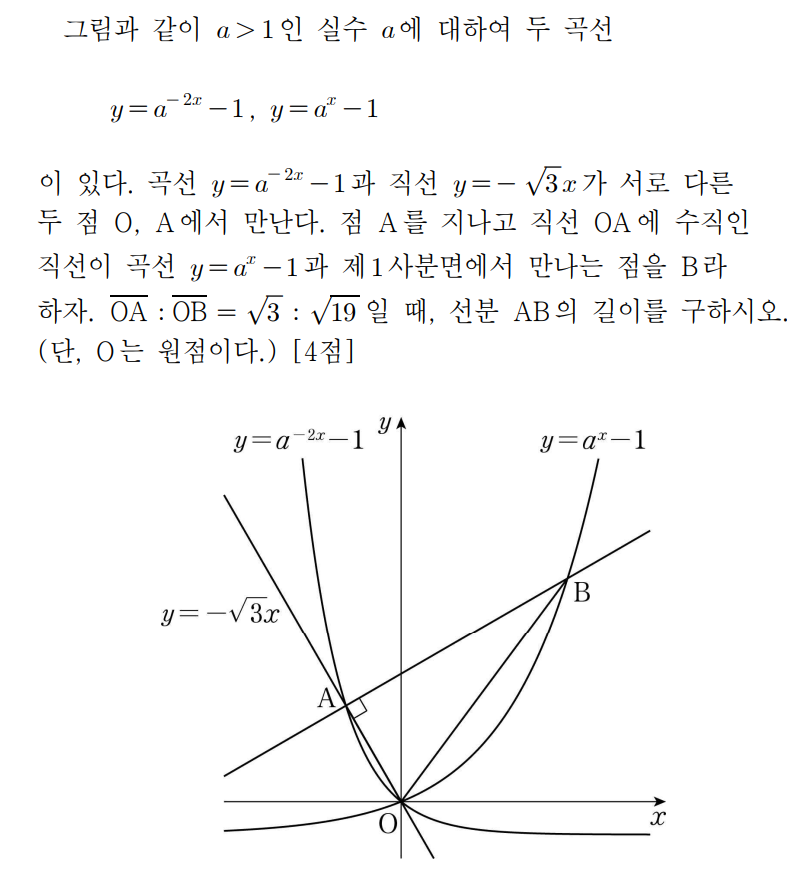 그림과 같이 a>1인 실수 a에 대하여 두 곡선
y=a^{-2x}-1, y=a^{x}-1
이 있다. 곡선 y=a^{-2x}-1과 직선 y=-√3x가 서로 다른
두 점 O, A에서 만난다. 점 A를 지나고 직선 OA에 수직인
직선이 곡선 y=a^{x}-1과 제1사분면에서 만나는 점을 B라
하자. \overline{OA} : \overline{OB} = √3 : √19 일 때, 선분 AB의 길이를 구하시오.
(단, O는 원점이다.) [4점]
y=a^{-2x}-1
y
y=a^{x}-1
B
y=-√3x
A
O
x